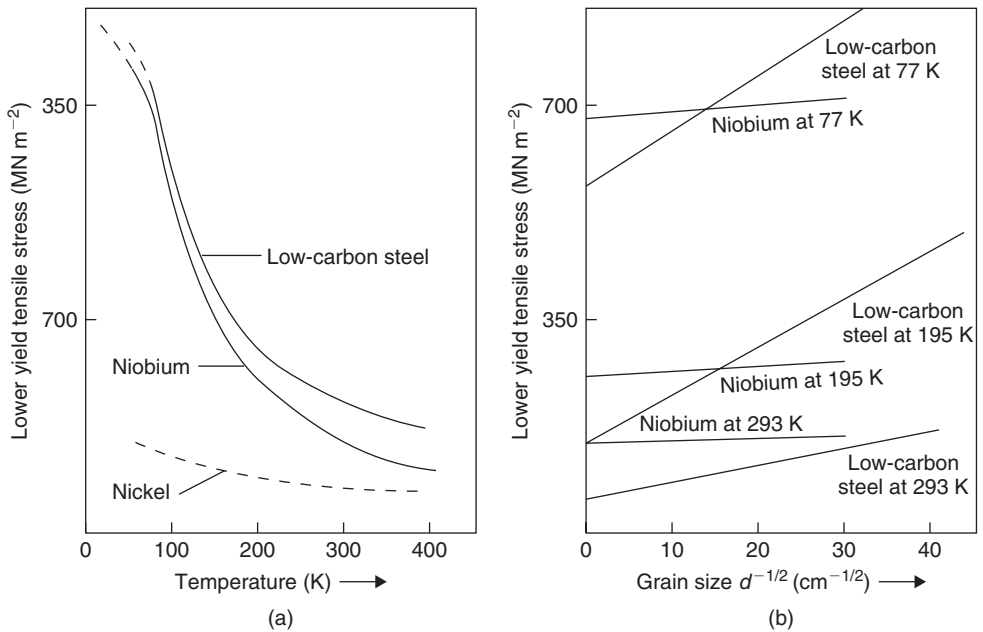 Lower yield tensile stress (MN m−2)
350
700
Low-carbon steel
Niobium
Nickel
0
100
200
300
400
Temperature (K)
(a)
Lower yield tensile stress (MN m−2)
700
350
Low-carbon
steel at 77 K
Niobium at 77 K
Low-carbon
steel at 195 K
Niobium at 195 K
Niobium at 293 K
Low-carbon
steel at 293 K
0
10
20
30
40
Grain size d−1/2 (cm−1/2)
(b)